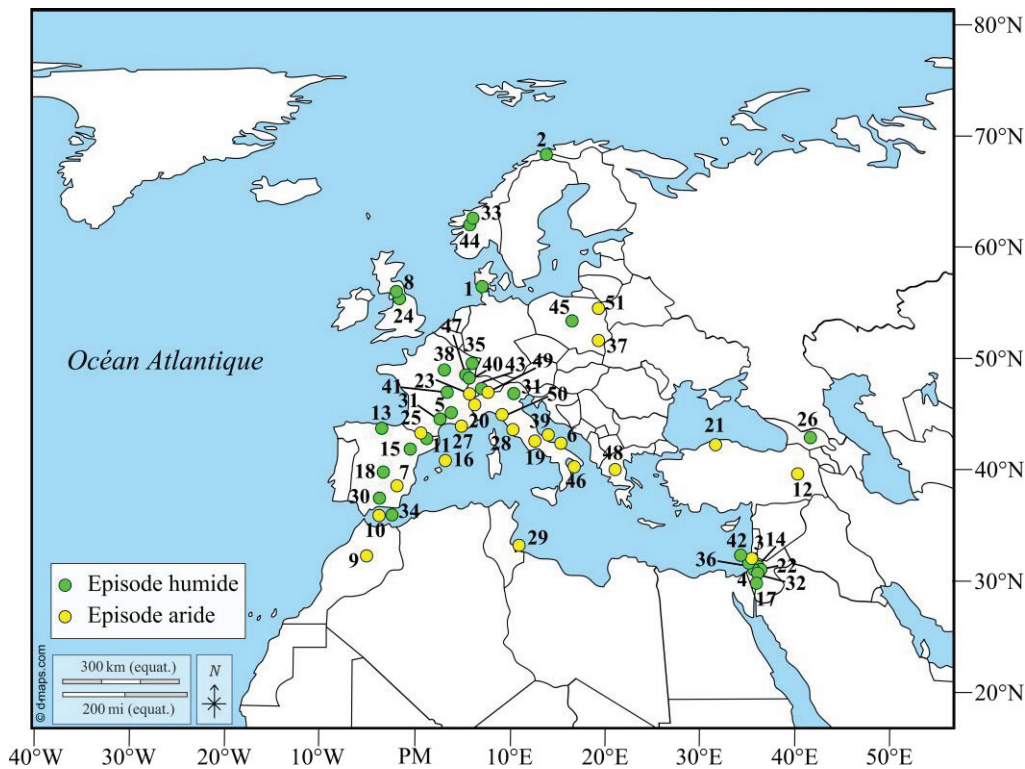 80°N
70°N
2
33
44
60°N
8
1
51
24
45
47
35
37
Océan Atlantique
38
40
43
49
50°N
23
41
31
31
50
5
13
25
20
39
26
11
27
28
6
21
15
16
19
48
40°N
18
7
46
12
30
34
10
29
42
3
14
9
36
4
22
32
30°N
17
Episode humide
Episode aride
300 km (equat.)
N
200 mi (equat.)
© d-maps.com
20°N
40°W
30°W
20°W
10°W
PM
10°E
20°E
30°E
40°E
50°E